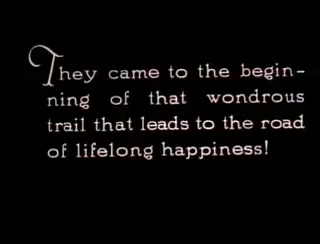 They came to the begin-
ning of that wondrous
trail that leads to the road
of lifelong happiness!